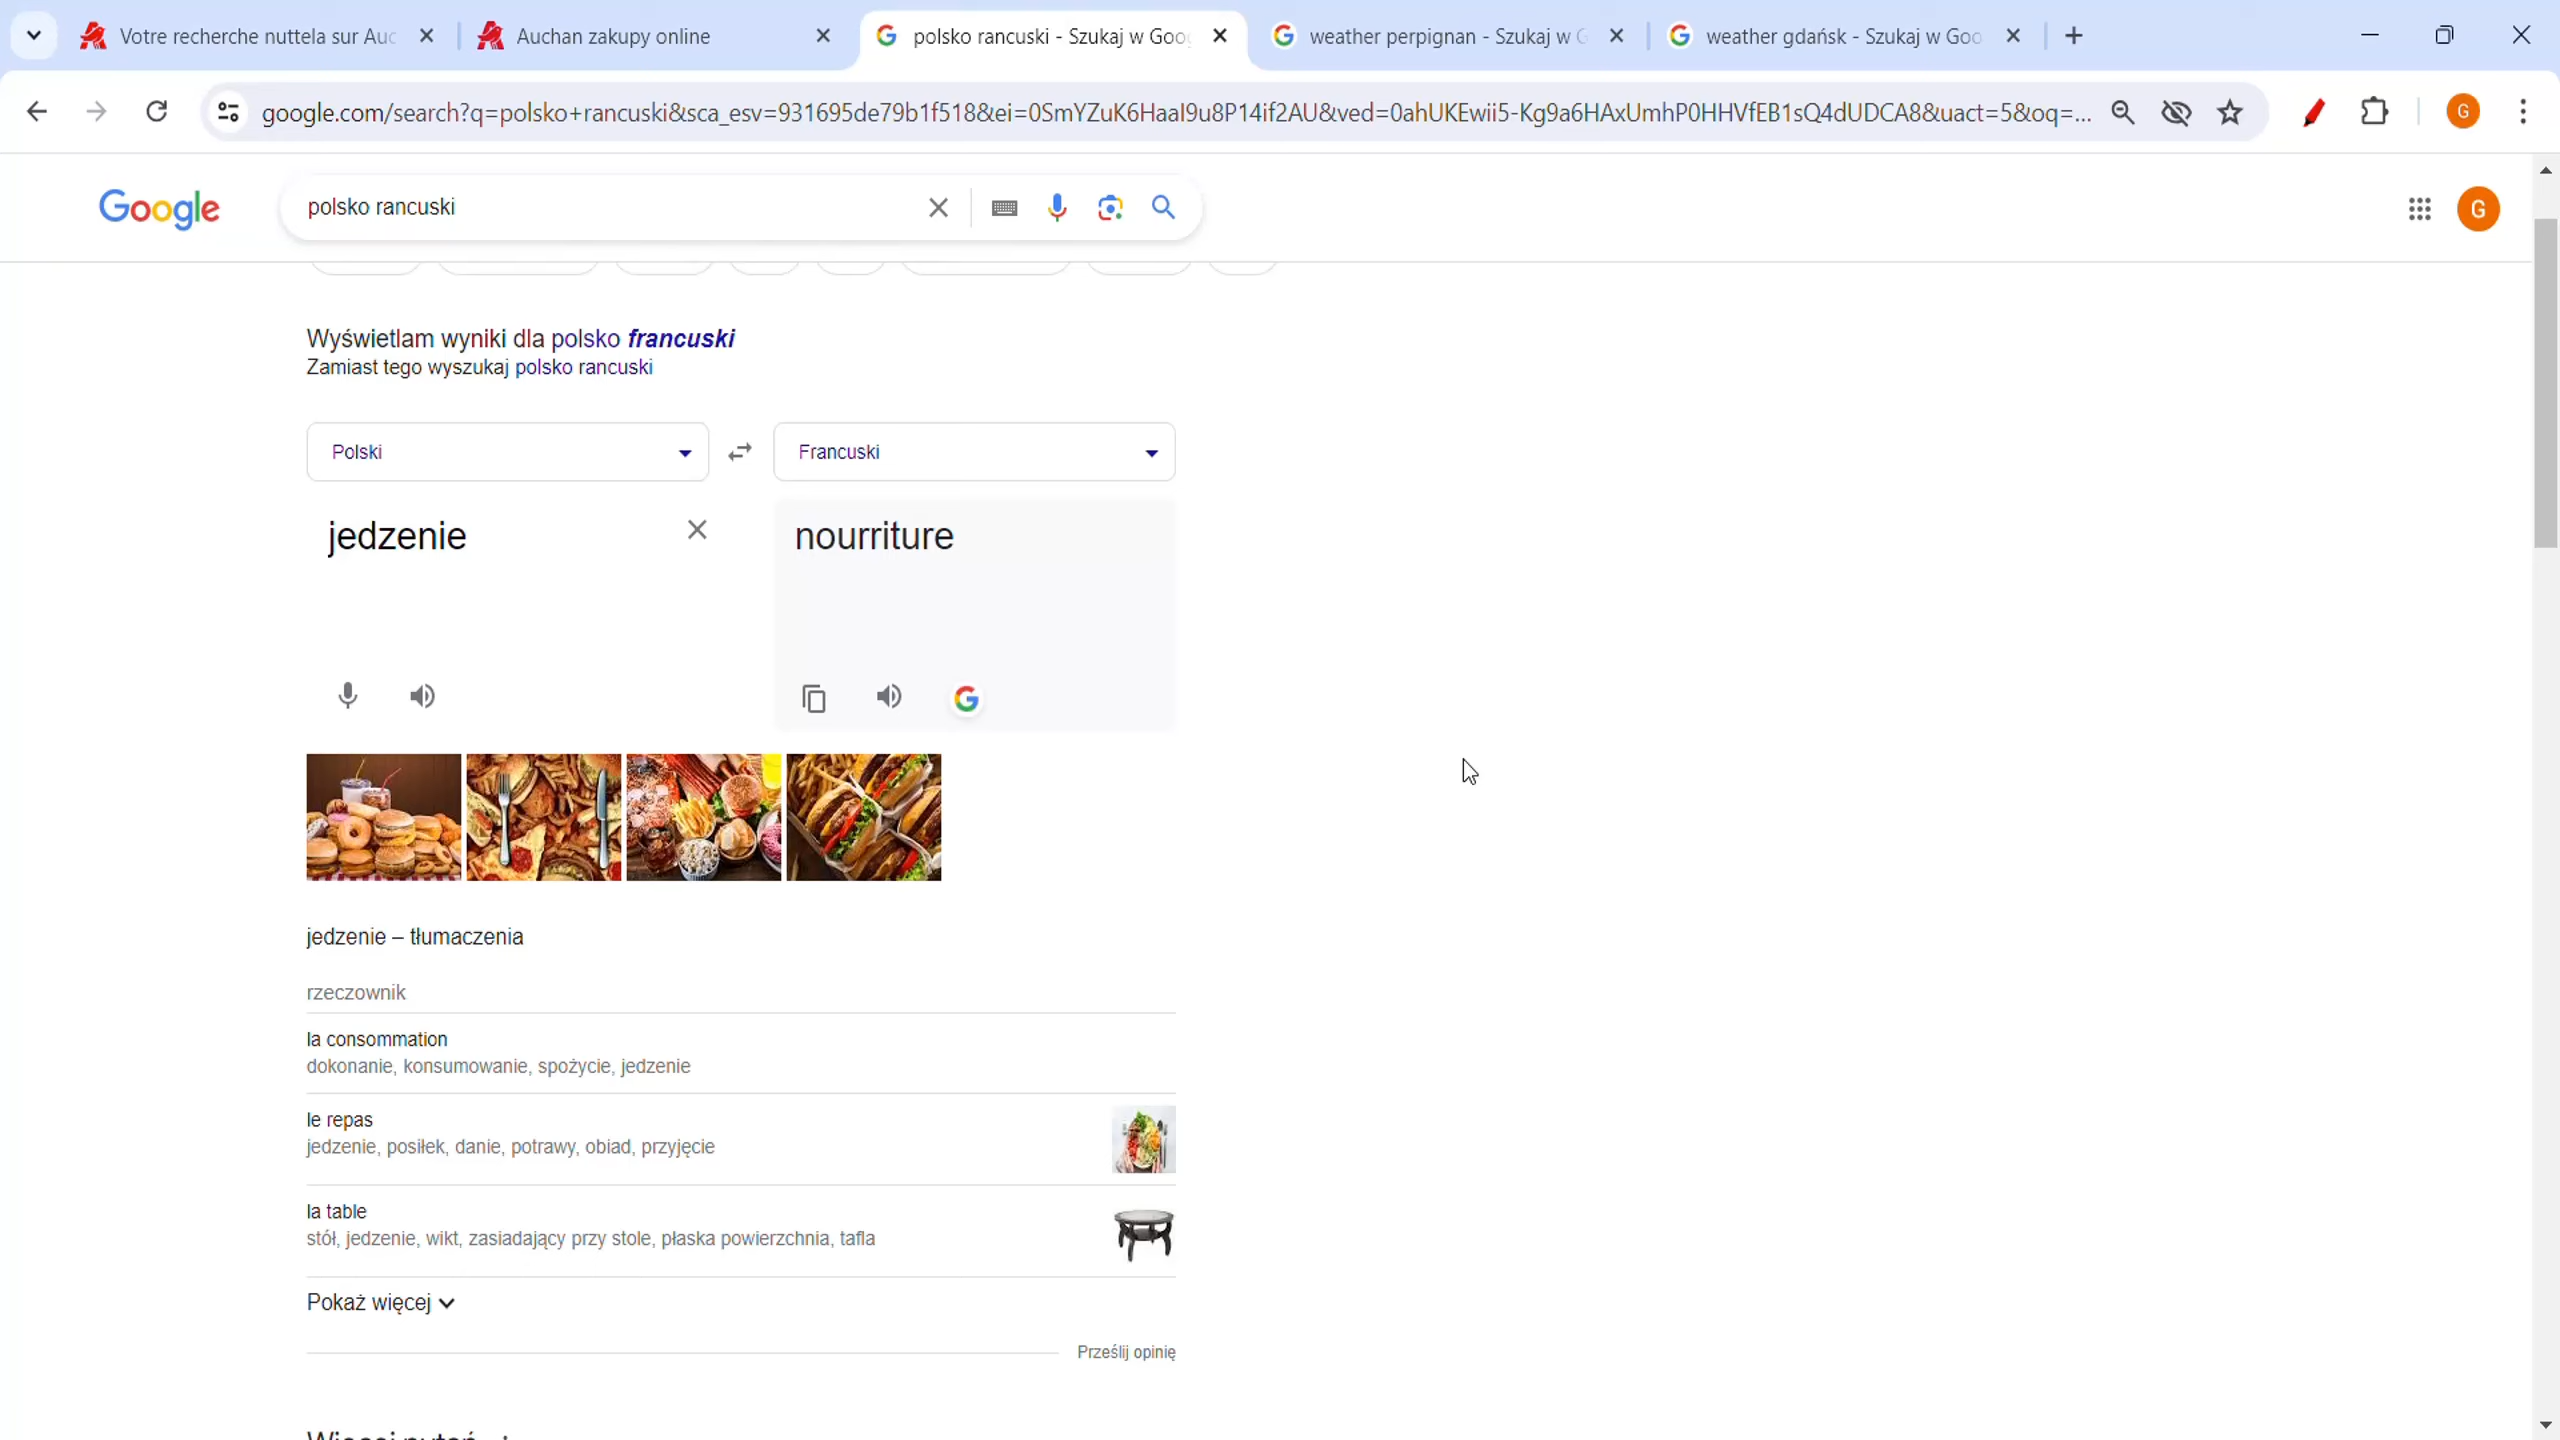 Votre recherche nuttela sur Auc
Auchan zakupy online
polsko rancuski - Szukaj w Goog
weather perpignan - Szukaj w G
weather gdańsk - Szukaj w Goo
google.com/search?q=polsko+rancuski&sca_esv=931695de79b1f518&ei=0SmYZuK6HaaI9u8P14if2AU&ved=0ahUKEwii5-Kg9a6HAxUmhP0HHVfEB1sQ4dUDCA8&uact=5&oq=...
G
Google
polsko rancuski
G
Wyświetlam wyniki dla polsko francuski
Zamiast tego wyszukaj polsko rancuski
Polski
Francuski
jedzenie
nourriture
jedzenie – tłumaczenia
rzeczownik
la consommation
dokonanie, konsumowanie, spożycie, jedzenie
le repas
jedzenie, posiłek, danie, potrawy, obiad, przyjęcie
la table
stół, jedzenie, wikt, zasiadający przy stole, płaska powierzchnia, tafla
Pokaż więcej
Prześlij opinię